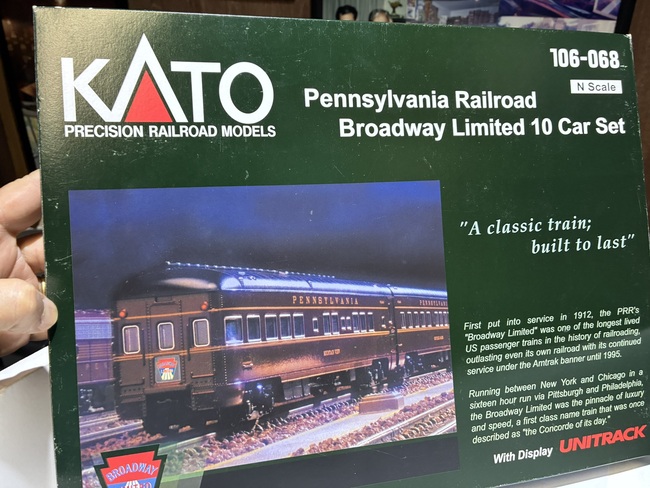 106-068
N Scale
KATO
PRECISION RAILROAD MODELS
Pennsylvania Railroad
Broadway Limited 10 Car Set
"A classic train;
built to last"
PENNSYLVANIA
PENNSYLVANIA
First put into service in 1912, the PRR's
"Broadway Limited" was one of the longest lived
US passenger trains in the history of railroading,
outlasting even its own railroad with its continued
service under the Amtrak banner until 1995.
Running between New York and Chicago in a
sixteen hour run via Pittsburgh and Philadelphia,
the Broadway Limited was the pinnacle of luxury
and speed, a first class name train that was once
described as "the Concorde of its day."
With Display UNITRACK
BROADWAY